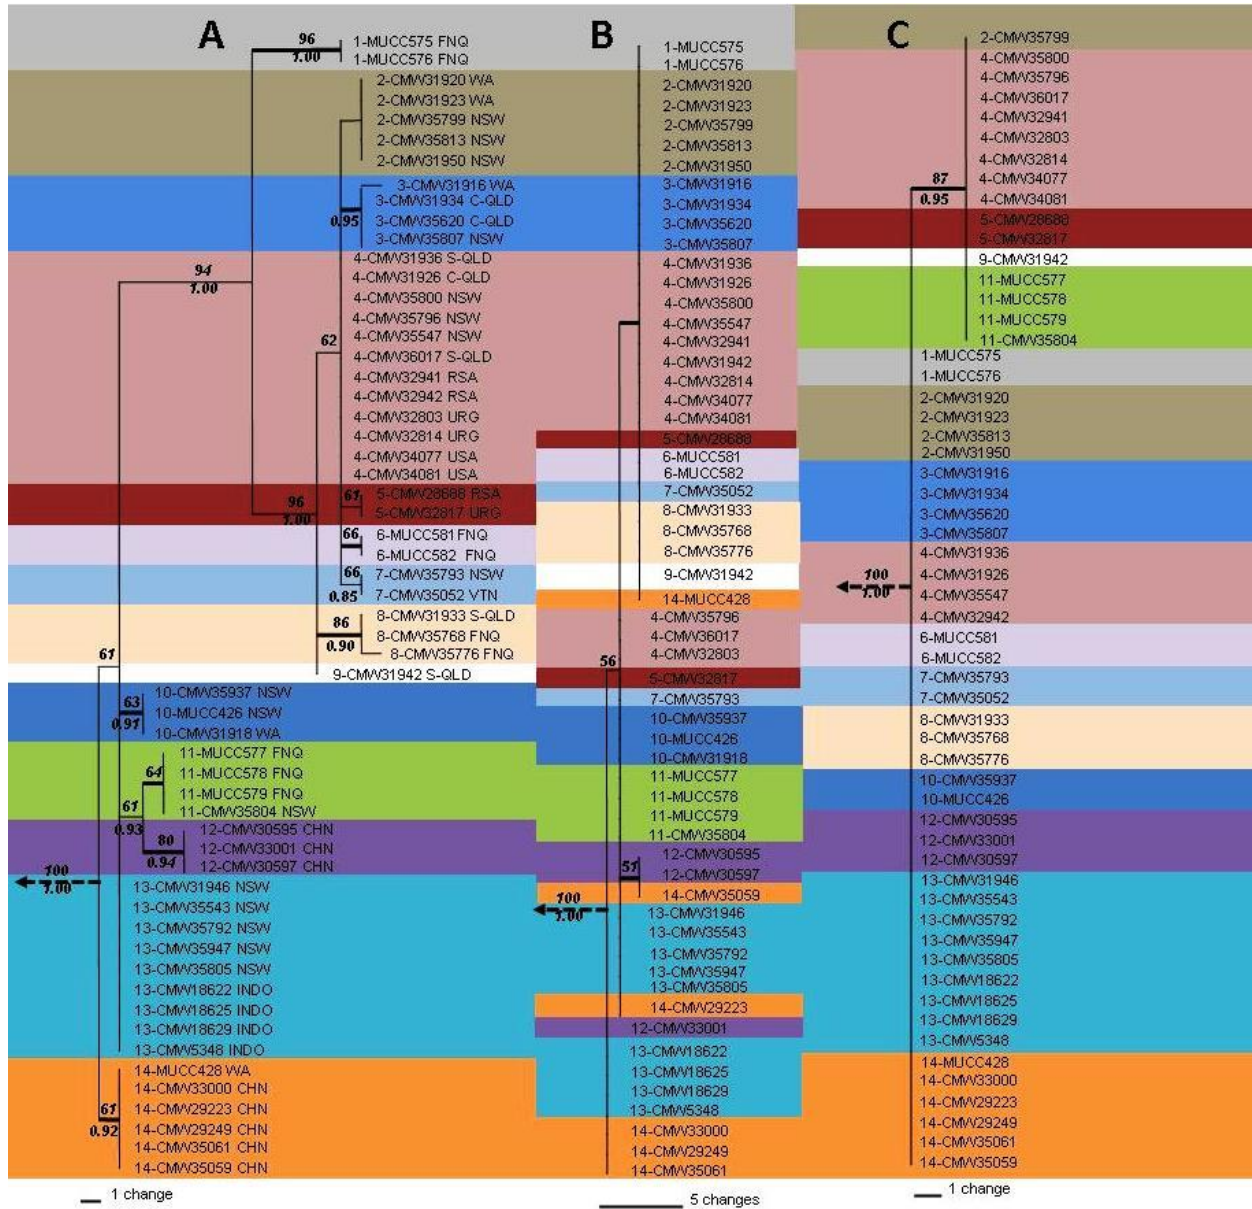 A
96
1.00
1-MUCC575 FNQ
1-MUCC576 FNQ
2-CMW31920 WA
2-CMW31923 WA
2-CMW35799 NSW
2-CMW35813 NSW
2-CMW31950 NSW
3-CMW31916 WA
0.95
3-CMW31934 C-QLD
3-CMW35620 C-QLD
3-CMW35807 NSW
94
1.00
4-CMW31936 S-QLD
4-CMW31926 C-QLD
4-CMW35800 NSW
4-CMW35796 NSW
62
4-CMW35547 NSW
4-CMW36017 S-QLD
4-CMW32941 RSA
4-CMW32942 RSA
4-CMW32803 URG
4-CMW32814 URG
4-CMW34077 USA
4-CMW34081 USA
96
1.00
61
5-CMW28688 RSA
5-CMW32817 URG
66
6-MUCC581 FNQ
6-MUCC582 FNQ
66
0.85
7-CMW35793 NSW
7-CMW35052 VTN
86
0.90
8-CMW31933 S-QLD
8-CMW35768 FNQ
8-CMW35776 FNQ
61
9-CMW31942 S-QLD
63
0.91
10-CMW35937 NSW
10-MUCC426 NSW
10-CMW31918 WA
64
11-MUCC577 FNQ
11-MUCC578 FNQ
11-MUCC579 FNQ
11-CMW35804 NSW
61
0.93
80
0.94
12-CMW30595 CHN
12-CMW33001 CHN
12-CMW30597 CHN
100
1.00
13-CMW31946 NSW
13-CMW35543 NSW
13-CMW35792 NSW
13-CMW35947 NSW
13-CMW35805 NSW
13-CMW18622 INDO
13-CMW18625 INDO
13-CMW18629 INDO
13-CMW5348 INDO
61
0.92
14-MUCC428 WA
14-CMW33000 CHN
14-CMW29223 CHN
14-CMW29249 CHN
14-CMW35061 CHN
14-CMW35059 CHN
1 change
B
1-MUCC575
1-MUCC576
2-CMW31920
2-CMW31923
2-CMW35799
2-CMW35813
2-CMW31950
3-CMW31916
3-CMW31934
3-CMW35620
3-CMW35807
4-CMW31936
4-CMW31926
4-CMW35800
4-CMW35547
4-CMW32941
4-CMW31942
4-CMW32814
4-CMW34077
4-CMW34081
5-CMW28688
6-MUCC581
6-MUCC582
7-CMW35052
8-CMW31933
8-CMW35768
8-CMW35776
9-CMW31942
14-MUCC428
4-CMW35796
4-CMW36017
4-CMW32803
56
5-CMW32817
7-CMW35793
10-CMW35937
10-MUCC426
10-CMW31918
11-MUCC577
11-MUCC578
11-MUCC579
11-CMW35804
51
12-CMW30595
12-CMW30597
14-CMW35059
100
1.00
13-CMW31946
13-CMW35543
13-CMW35792
13-CMW35947
13-CMW35805
14-CMW29223
12-CMW33001
13-CMW18622
13-CMW18625
13-CMW18629
13-CMW5348
14-CMW33000
14-CMW29249
14-CMW35061
5 changes
C
2-CMW35799
4-CMW35800
4-CMW35796
4-CMW36017
4-CMW32941
4-CMW32803
4-CMW32814
4-CMW34077
4-CMW34081
87
0.95
5-CMW28688
5-CMW32817
9-CMW31942
11-MUCC577
11-MUCC578
11-MUCC579
11-CMW35804
1-MUCC575
1-MUCC576
2-CMW31920
2-CMW31923
2-CMW35813
2-CMW31950
3-CMW31916
3-CMW31934
3-CMW35620
3-CMW35807
4-CMW31936
4-CMW31926
4-CMW35547
4-CMW32942
100
1.00
6-MUCC581
6-MUCC582
7-CMW35793
7-CMW35052
8-CMW31933
8-CMW35768
8-CMW35776
10-CMW35937
10-MUCC426
12-CMW30595
12-CMW33001
12-CMW30597
13-CMW31946
13-CMW35543
13-CMW35792
13-CMW35947
13-CMW35805
13-CMW18622
13-CMW18625
13-CMW18629
13-CMW5348
14-MUCC428
14-CMW33000
14-CMW29223
14-CMW29249
14-CMW35061
14-CMW35059
1 change